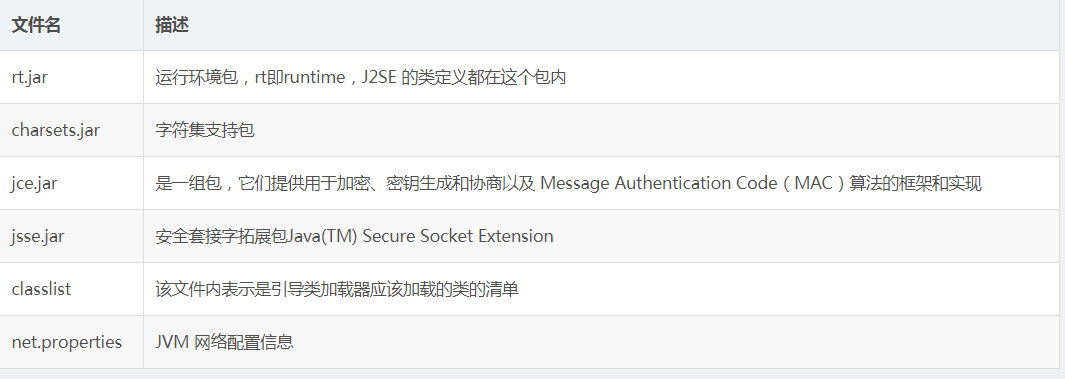 文件名 描述
rt.jar 运行环境包，rt即runtime，J2SE 的类定义都在这个包内
charsets.jar 字符集支持包
jce.jar 是一组包，它们提供用于加密、密钥生成和协商以及 Message Authentication Code（MAC）算法的框架和实现
jsse.jar 安全套接字拓展包Java(TM) Secure Socket Extension
classlist 该文件内表示是引导类加载器应该加载的类的清单
net.properties JVM 网络配置信息